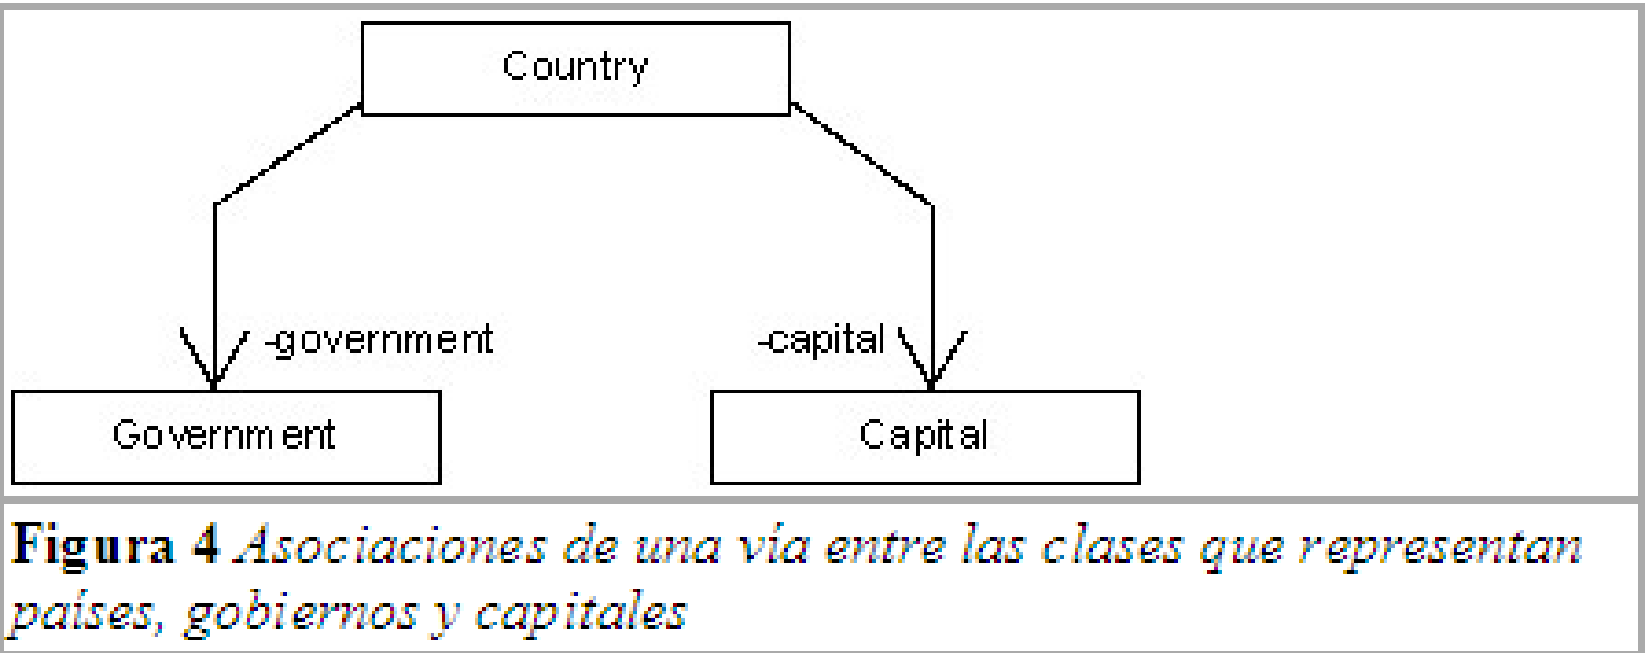 Country
-government
-capital
Government
Capital
Figura 4 Asociaciones de una vía entre las clases que representan
países, gobiernos y capitales